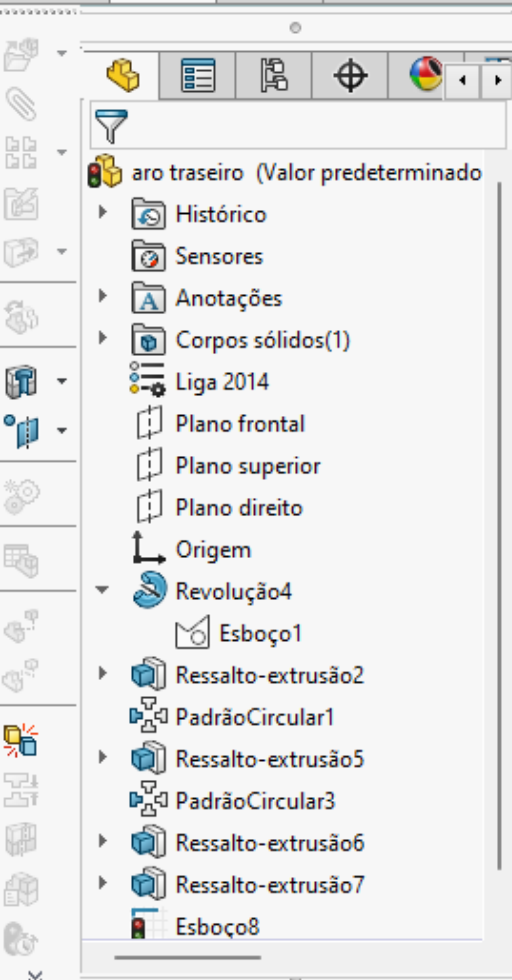 aro traseiro (Valor predeterminado
Histórico
Sensores
A Anotações
Corpos sólidos(1)
Liga 2014
Plano frontal
Plano superior
Plano direito
Origem
Revolução4
Esboço1
Ressalto-extrusão2
PadrãoCircular1
Ressalto-extrusão5
PadrãoCircular3
Ressalto-extrusão6
Ressalto-extrusão7
Esboço8